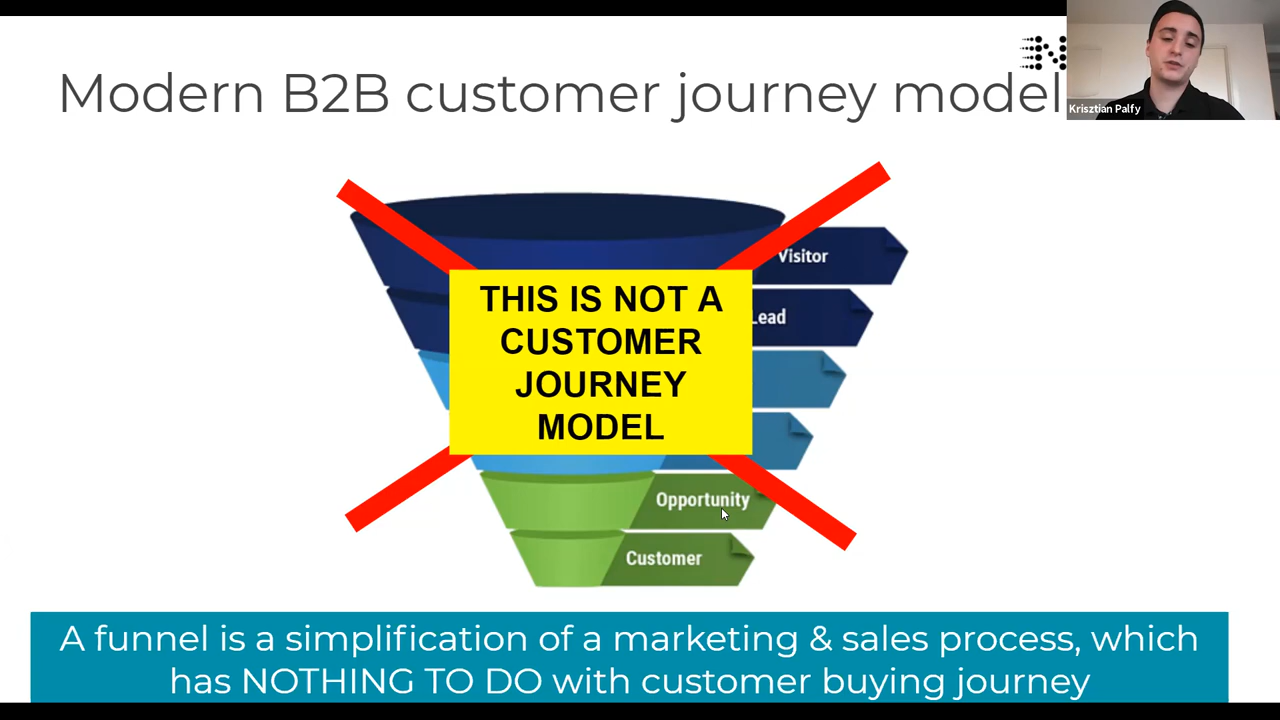 Modern B2B customer journey model
Krisztian Palfy
Visitor
Lead
THIS IS NOT A
CUSTOMER
JOURNEY
MODEL
Opportunity
Customer
A funnel is a simplification of a marketing & sales process, which
has NOTHING TO DO with customer buying journey